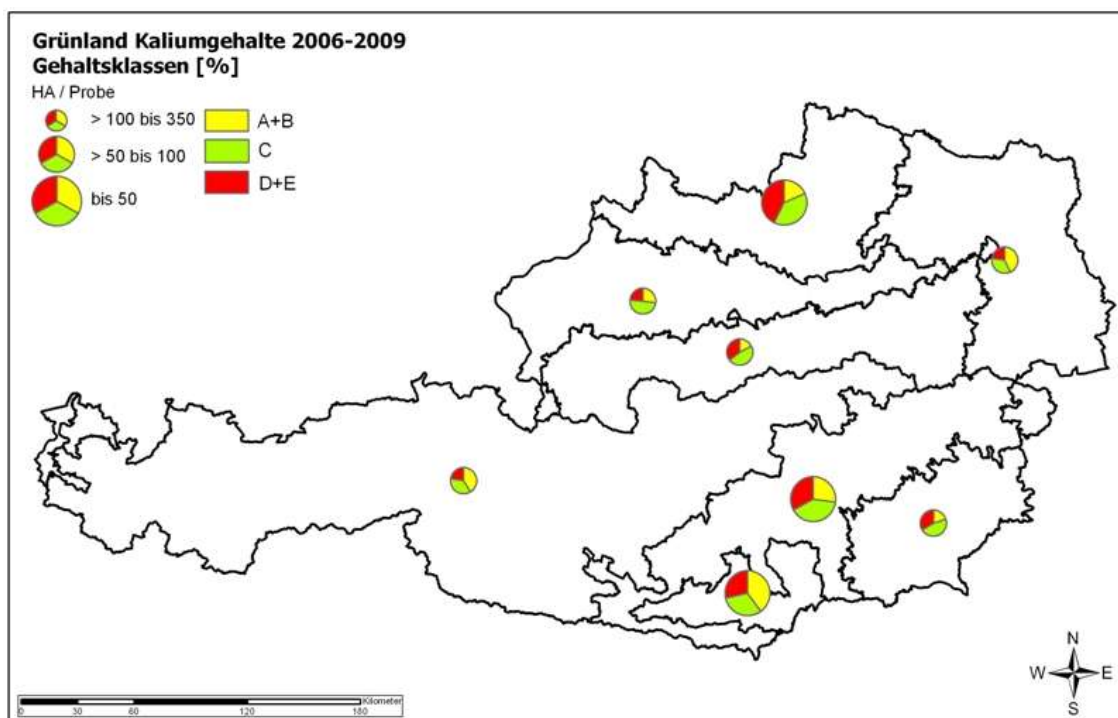 Grünland Kaliumgehalte 2006-2009
Gehaltsklassen [%]
HA / Probe
> 100 bis 350
> 50 bis 100
bis 50
A+B
C
D+E
N
W E
S
Kilometer
0 30 60 120 180